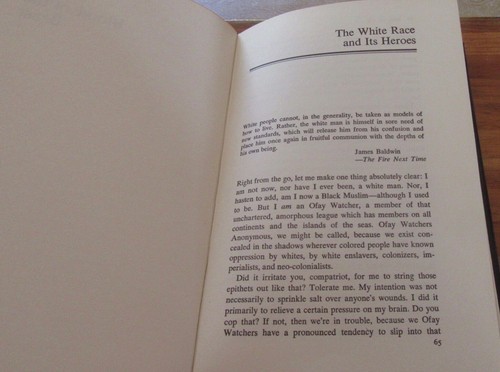 The White Race
and Its Heroes
White people cannot, in the generality, be taken as models of
how to live. Rather, the white man is himself in sore need of
new standards, which will release him from his confusion and
place him once again in fruitful communion with the depths of
his own being.
James Baldwin
—The Fire Next Time
Right from the go, let me make one thing absolutely clear: I
am not now, nor have I ever been, a white man. Nor, I
hasten to add, am I now a Black Muslim—although I used
to be. But I am an Ofay Watcher, a member of that
unchartered, amorphous league which has members on all
continents and the islands of the seas. Ofay Watchers
Anonymous, we might be called, because we exist con-
cealed in the shadows wherever colored people have known
oppression by whites, by white enslavers, colonizers, im-
perialists, and neo-colonialists.
Did it irritate you, compatriot, for me to string those
epithets out like that? Tolerate me. My intention was not
necessarily to sprinkle salt over anyone's wounds. I did it
primarily to relieve a certain pressure on my brain. Do you
cop that? If not, then we're in trouble, because we Ofay
Watchers have a pronounced tendency to slip into that
65